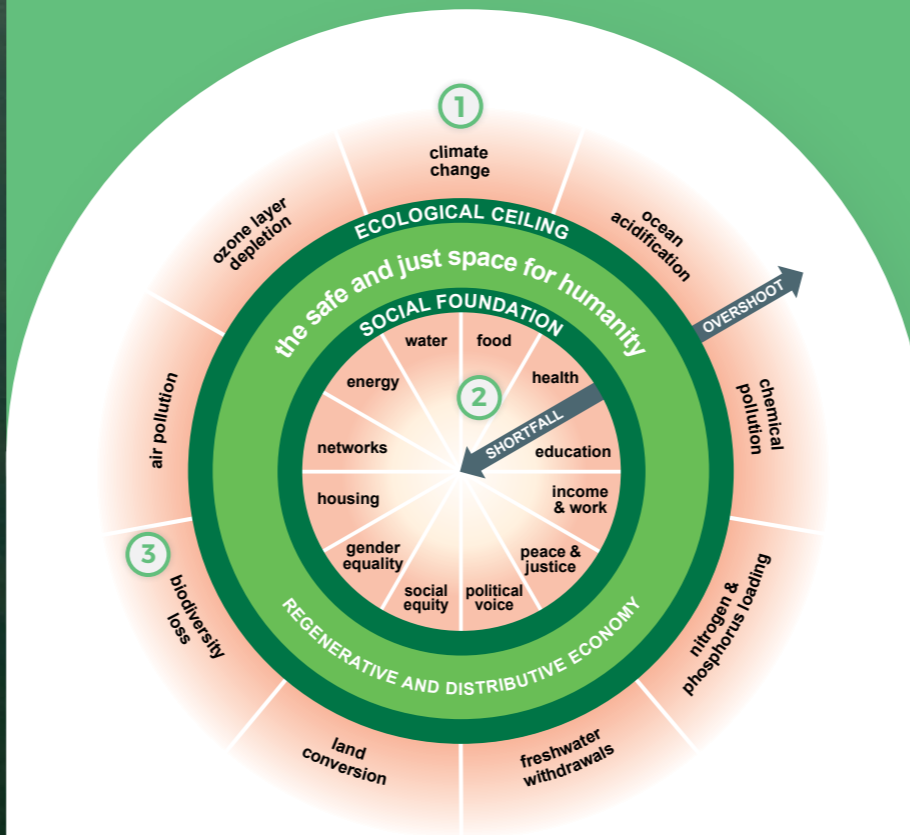 1
climate
change
ozone layer
depletion
ocean
acidification
ECOLOGICAL CEILING
the safe and just space for humanity
SOCIAL FOUNDATION
OVERSHOOT
water
food
energy
health
2
SHORTFALL
networks
education
housing
income
& work
gender
equality
peace &
justice
social
equity
political
voice
REGENERATIVE AND DISTRIBUTIVE ECONOMY
air pollution
chemical
pollution
3
biodiversity
loss
nitrogen &
phosphorus loading
land
conversion
freshwater
withdrawals